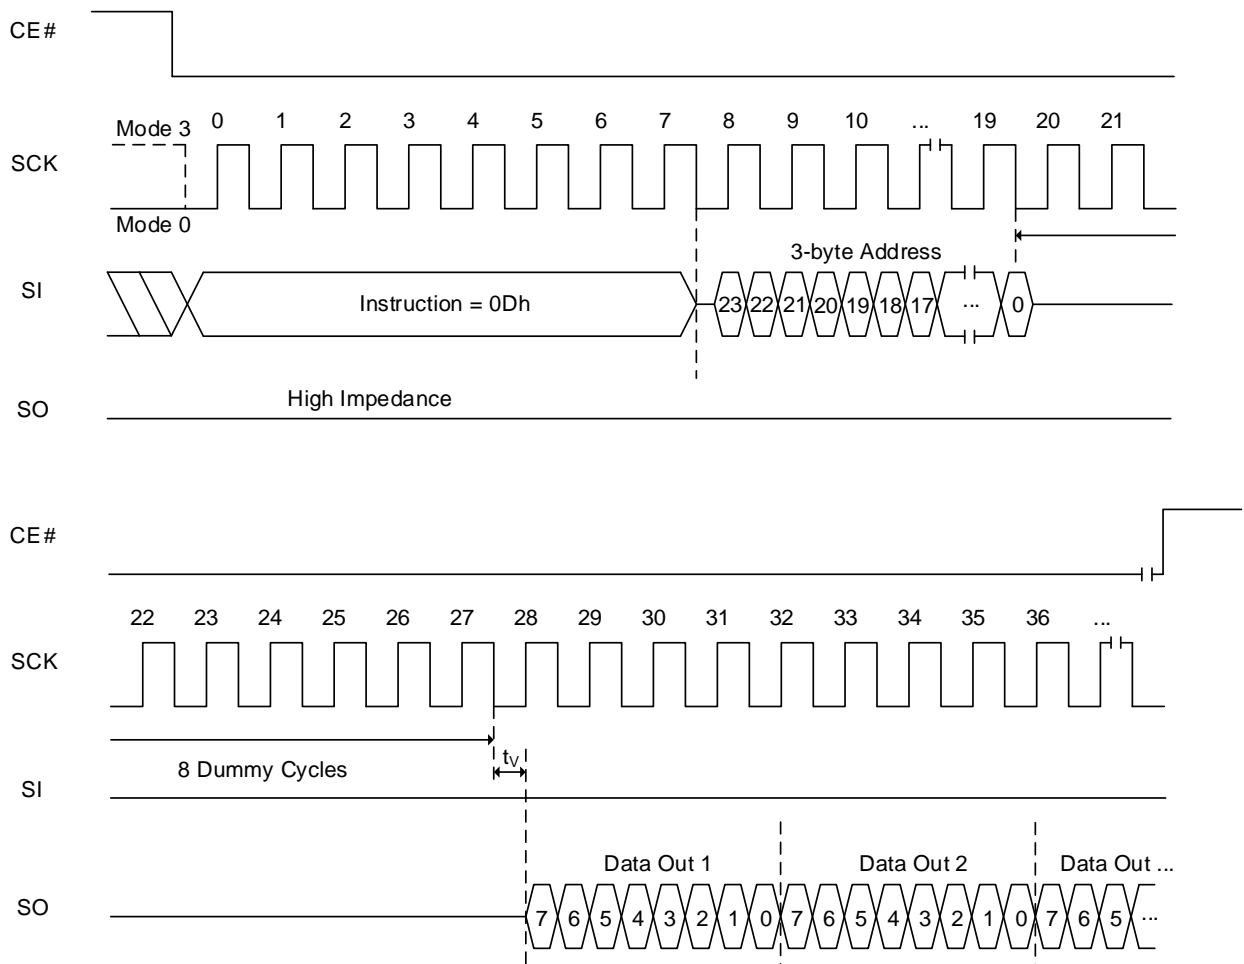 CE#
Mode 3 0 1 2 3 4 5 6 7 8 9 10 ... 19 20 21
SCK
Mode 0
3-byte Address
SI
Instruction = 0Dh 23 22 21 20 19 18 17 ... 0
High Impedance
SO
CE#
22 23 24 25 26 27 28 29 30 31 32 33 34 35 36 ...
SCK
8 Dummy Cycles tV
SI
Data Out 1 Data Out 2 Data Out ...
SO 7 6 5 4 3 2 1 0 7 6 5 4 3 2 1 0 7 6 5 ...